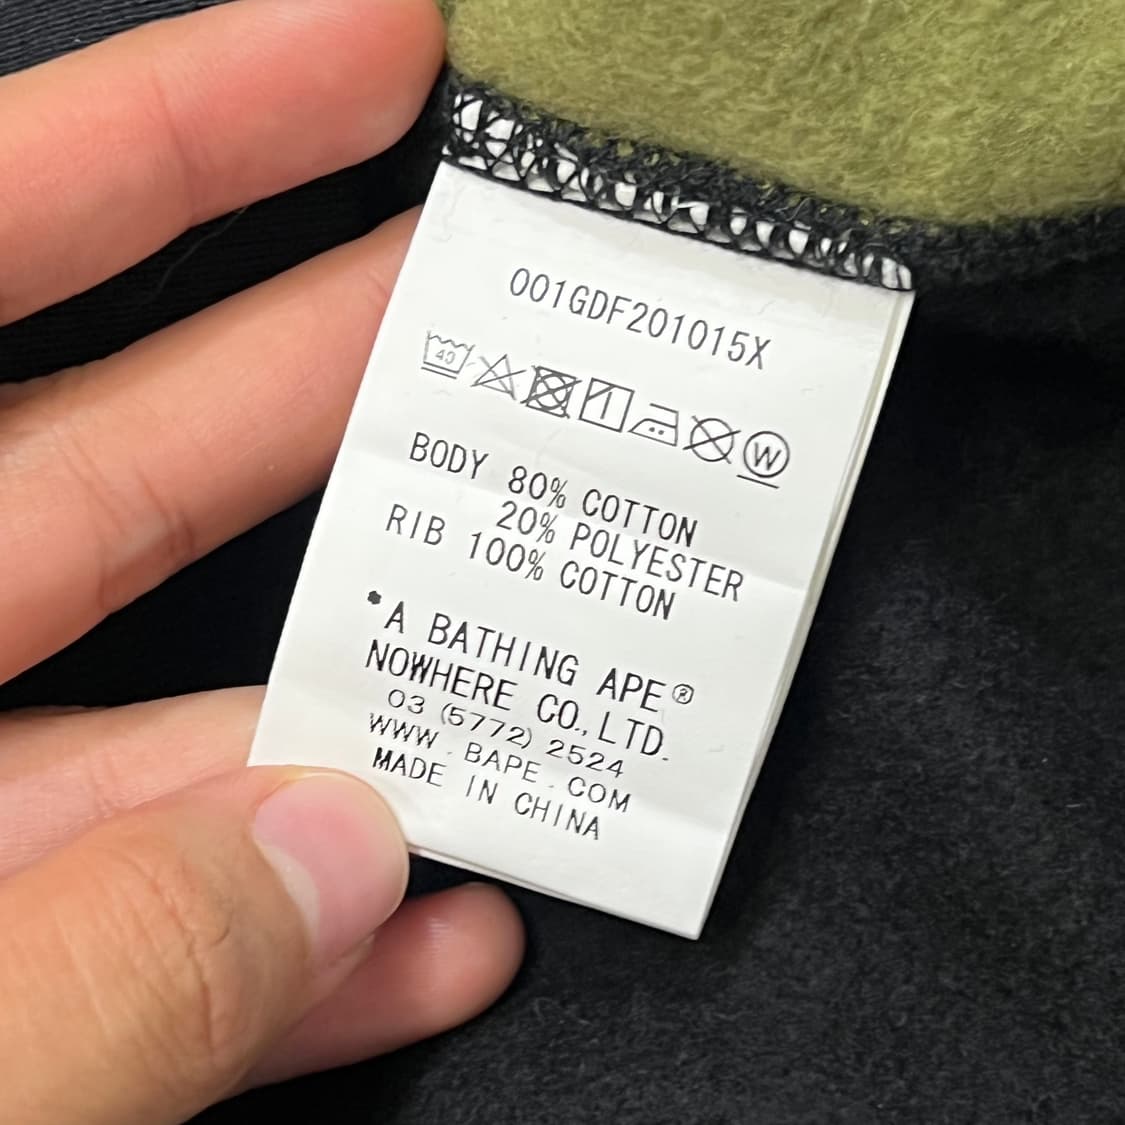 001GDF201015X
40 W
BODY 80% COTTON
20% POLYESTER
RIB 100% COTTON
*A BATHING APE®
NOWHERE CO.,LTD.
03 (5772) 2524
WWW.BAPE.COM
MADE IN CHINA